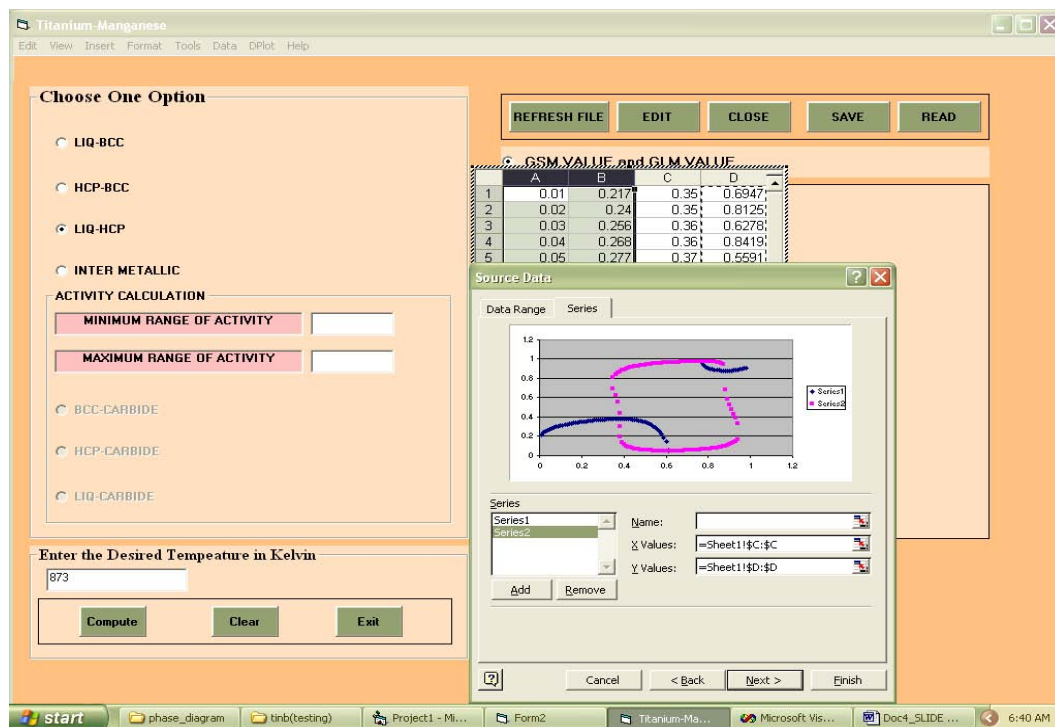 Titanium-Manganese
Edit View Insert Format Tools Data DPlot Help
Choose One Option
LIQ-BCC
HCP-BCC
LIQ-HCP
INTER METALLIC
ACTIVITY CALCULATION
MINIMUM RANGE OF ACTIVITY
MAXIMUM RANGE OF ACTIVITY
BCC-CARBIDE
HCP-CARBIDE
LIQ-CARBIDE
Enter the Desired Tempeature in Kelvin
873
Compute Clear Exit
REFRESH FILE EDIT CLOSE SAVE READ
GSM VALUE and GLM VALUE
A B C D
1 0.01 0.217 0.35 0.6947
2 0.02 0.24 0.35 0.8125
3 0.03 0.256 0.36 0.6278
4 0.04 0.268 0.36 0.8419
5 0.05 0.277 0.37 0.5591
Source Data
Data Range Series
1.2
1
0.8
0.6
0.4
0.2
0
0 0.2 0.4 0.6 0.8 1 1.2
Series1
Series2
Series
Series1
Series2
Name:
X Values: =Sheet1!$C:$C
Y Values: =Sheet1!$D:$D
Add Remove
Cancel < Back Next > Finish
start phase_diagram tinb(testing) Project1 - Mi... Form2 Titanium-Ma... Microsoft Vis... Doc4_SLIDE ... 6:40 AM